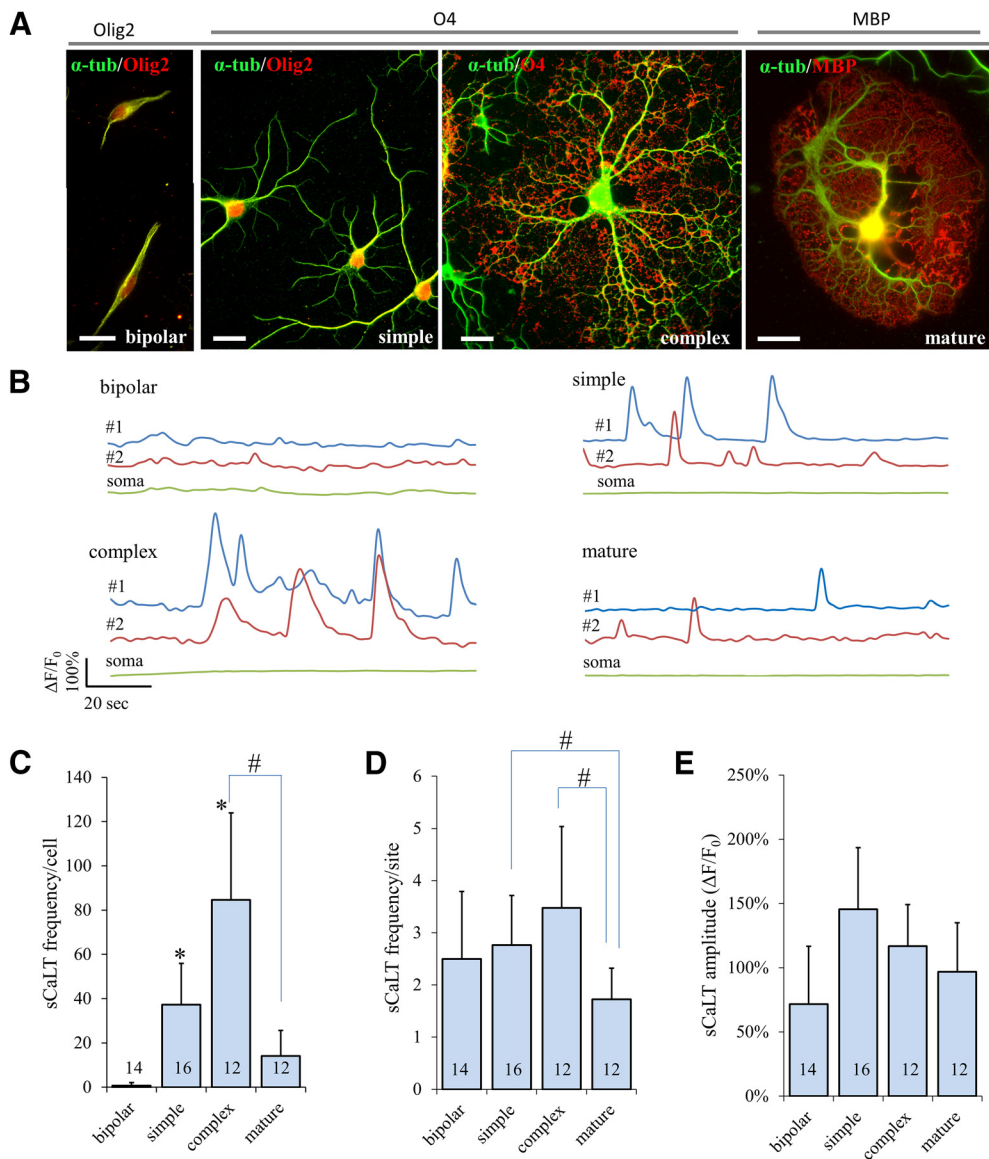 A
Olig2
O4
MBP
α-tub/Olig2
α-tub/Olig2
α-tub/O4
α-tub/MBP
bipolar
simple
complex
mature
B
bipolar
#1
#2
soma
simple
#1
#2
soma
complex
#1
#2
soma
mature
#1
#2
soma
ΔF/F0
100%
20 sec
C
sCaLT frequency/cell
140
120
100
80
60
40
20
0
*
*
#
14
16
12
12
bipolar
simple
complex
mature
D
sCaLT frequency/site
6
5
4
3
2
1
0
#
#
14
16
12
12
bipolar
simple
complex
mature
E
sCaLT amplitude (ΔF/F0)
250%
200%
150%
100%
50%
0%
14
16
12
12
bipolar
simple
complex
mature